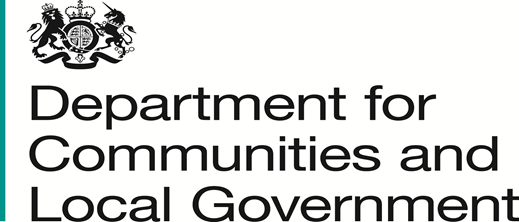 Department for
Communities and
Local Government